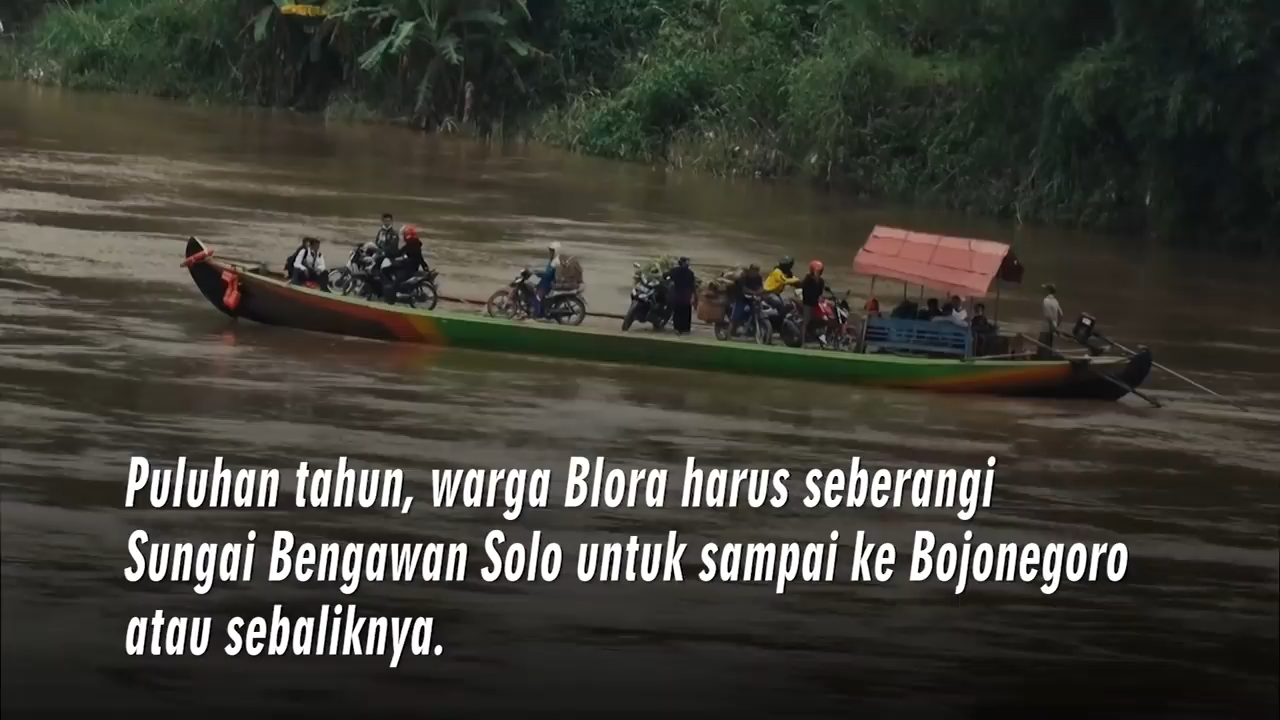 Puluhan tahun, warga Blora harus seberangi
Sungai Bengawan Solo untuk sampai ke Bojonegoro
atau sebaliknya.